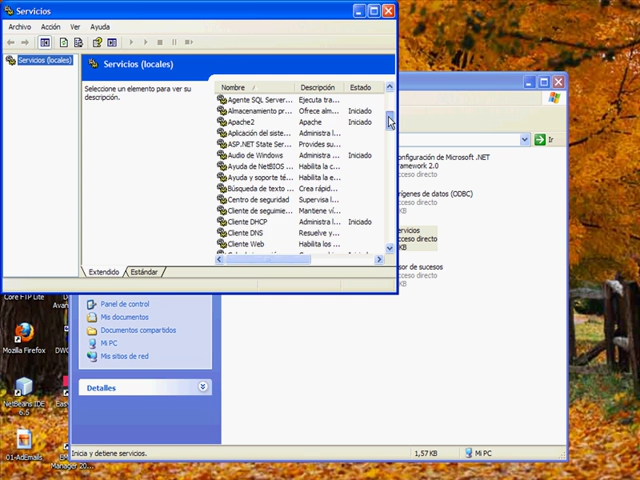 Servicios
Archivo Acción Ver Ayuda
Servicios (locales)
Servicios (locales)
Seleccione un elemento para ver su
descripción.
Nombre Descripción Estado
Agente SQL Server... Ejecuta tra...
Almacenamiento pr... Ofrece alm... Iniciado
Apache2 Apache Iniciado
Aplicación del siste... Administra l...
ASP.NET State Serv... Provides su...
Audio de Windows Administra l... Iniciado
Ayuda de NetBIOS ... Habilita la c...
Ayuda y soporte té... Habilita la e...
Búsqueda de texto ... Crea rápid...
Centro de seguridad Supervisa l...
Cliente de seguimie... Mantiene ví...
Cliente DHCP Administra l... Iniciado
Cliente DNS Resuelve y...
Cliente Web Habilita los ...
Extendido Estándar
Ir
onfiguración de Microsoft .NET
ramework 2.0
cceso directo
KB
rígenes de datos (ODBC)
cceso directo
KB
ervicios
cceso directo
KB
sor de sucesos
cceso directo
KB
Panel de control
Mis documentos
Documentos compartidos
Mi PC
Mis sitios de red
Detalles
Core FTP Lite
Mozilla Firefox
NetBeans IDE
6.5
01-AdEmails
Manager 20...
Inicia y detiene servicios. 1,57 KB Mi PC